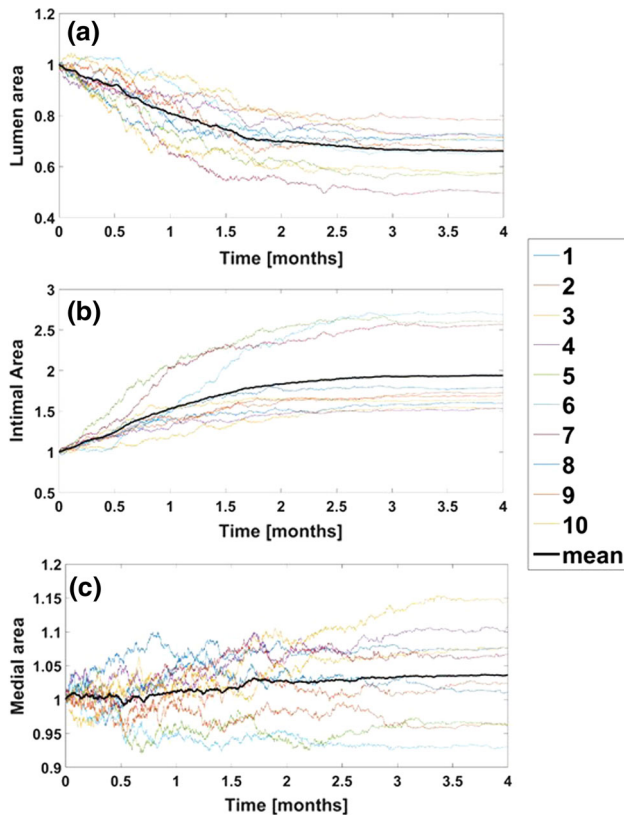 (a)
Lumen area
1.2
1
0.8
0.6
0.4
0 0.5 1 1.5 2 2.5 3 3.5 4
Time [months]
(b)
Intimal Area
3
2.5
2
1.5
1
0.5
0 0.5 1 1.5 2 2.5 3 3.5 4
Time [months]
(c)
Medial area
1.2
1.15
1.1
1.05
1
0.95
0.9
0 0.5 1 1.5 2 2.5 3 3.5 4
Time [months]
1
2
3
4
5
6
7
8
9
10
mean